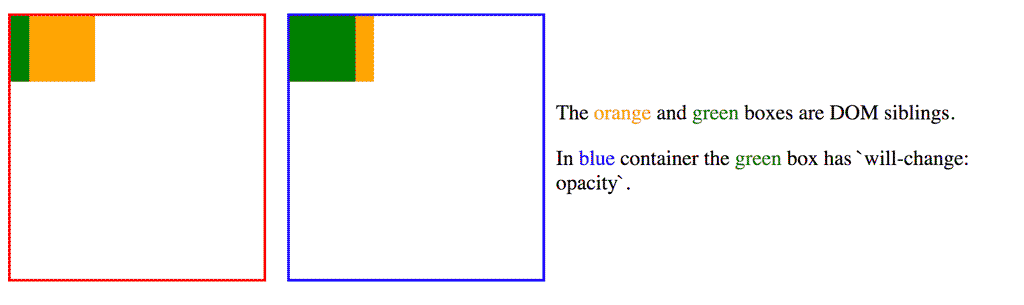 The orange and green boxes are DOM siblings.
In blue container the green box has `will-change:
opacity`.